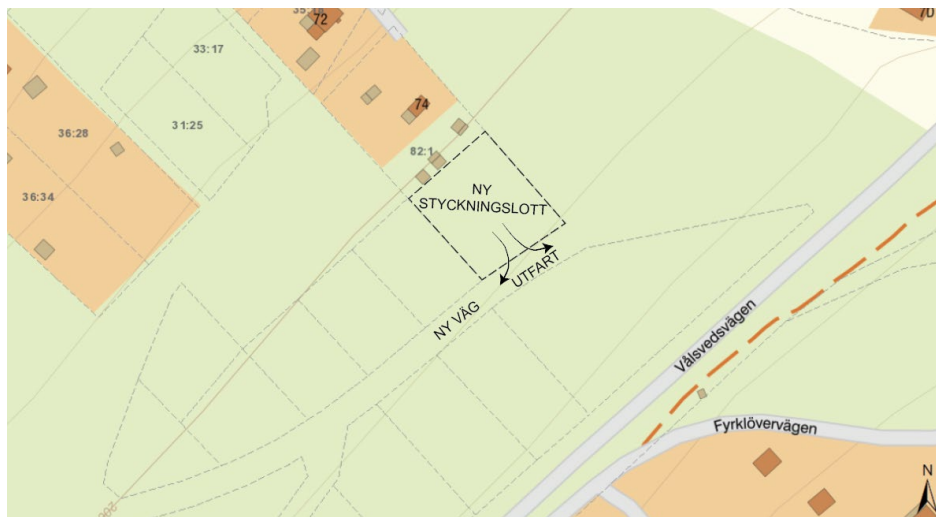 72
70
33:17
74
31:25
36:28
82:1
36:34
NY
STYCKNINGSLOTT
UTFART
NY VÄG
Vålsvedsvägen
Fyrklövervägen
N